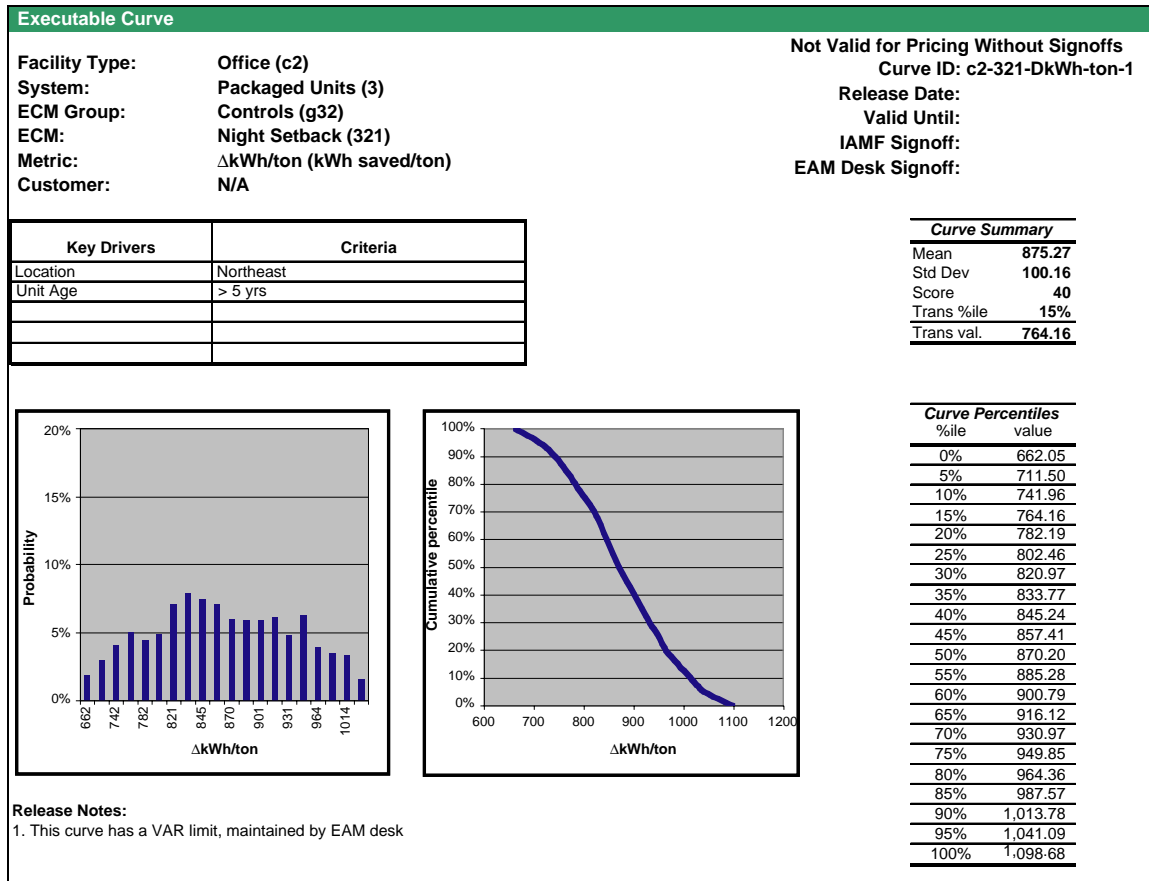 Executable Curve
Not Valid for Pricing Without Signoffs
Facility Type: Office (c2)
Curve ID: c2-321-DkWh-ton-1
System: Packaged Units (3)
Release Date:
ECM Group: Controls (g32)
Valid Until:
ECM: Night Setback (321)
IAMF Signoff:
Metric: ∆kWh/ton (kWh saved/ton)
EAM Desk Signoff:
Customer: N/A
Key Drivers Criteria
Location Northeast
Unit Age > 5 yrs
Curve Summary
Mean 875.27
Std Dev 100.16
Score 40
Trans %ile 15%
Trans val. 764.16
20%
15%
10%
5%
0%
Probability
662 742 782 821 845 870 901 931 964 1014
∆kWh/ton
100%
90%
80%
70%
60%
50%
40%
30%
20%
10%
0%
Cumulative percentile
600 700 800 900 1000 1100 1200
∆kWh/ton
Curve Percentiles
%ile value
0% 662.05
5% 711.50
10% 741.96
15% 764.16
20% 782.19
25% 802.46
30% 820.97
35% 833.77
40% 845.24
45% 857.41
50% 870.20
55% 885.28
60% 900.79
65% 916.12
70% 930.97
75% 949.85
80% 964.36
85% 987.57
90% 1,013.78
95% 1,041.09
100% 1,098.68
Release Notes:
1. This curve has a VAR limit, maintained by EAM desk